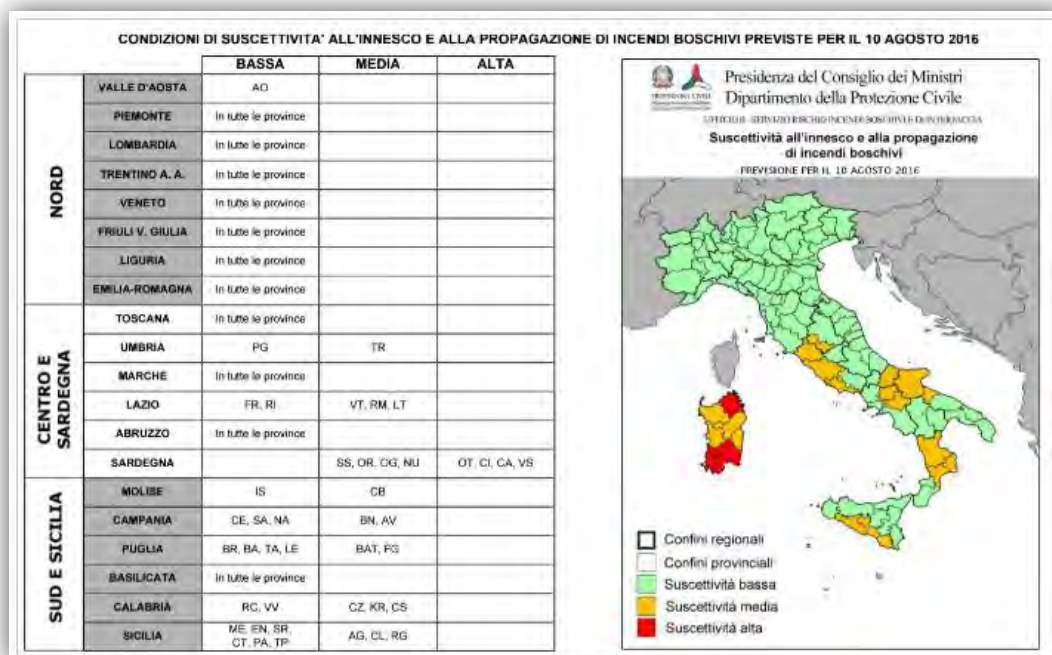 CONDIZIONI DI SUSCETTIVITA' ALL'INNESCO E ALLA PROPAGAZIONE DI INCENDI BOSCHIVI PREVISTE PER IL 10 AGOSTO 2016
BASSA MEDIA ALTA
NORD
VALLE D'AOSTA AO
PIEMONTE In tutte le province
LOMBARDIA In tutte le province
TRENTINO A. A. In tutte le province
VENETO In tutte le province
FRIULI V. GIULIA In tutte le province
LIGURIA In tutte le province
EMILIA-ROMAGNA In tutte le province
CENTRO E SARDEGNA
TOSCANA In tutte le province
UMBRIA PG TR
MARCHE In tutte le province
LAZIO FR, RI VT, RM, LT
ABRUZZO In tutte le province
SARDEGNA SS, OR, OG, NU OT, CI, CA, VS
SUD E SICILIA
MOLISE IS CB
CAMPANIA CE, SA, NA BN, AV
PUGLIA BR, BA, TA, LE BAT, FG
BASILICATA In tutte le province
CALABRIA RC, VV CZ, KR, CS
SICILIA ME, EN, SR, CT, PA, TP AG, CL, RG
Presidenza del Consiglio dei Ministri
Dipartimento della Protezione Civile
UFFICIO II - SERVIZIO RISCHIO INCENDI BOSCHIVI E DI INTERFACCIA
Suscettività all'innesco e alla propagazione
di incendi boschivi
PREVISIONE PER IL 10 AGOSTO 2016
Confini regionali
Confini provinciali
Suscettività bassa
Suscettività media
Suscettività alta